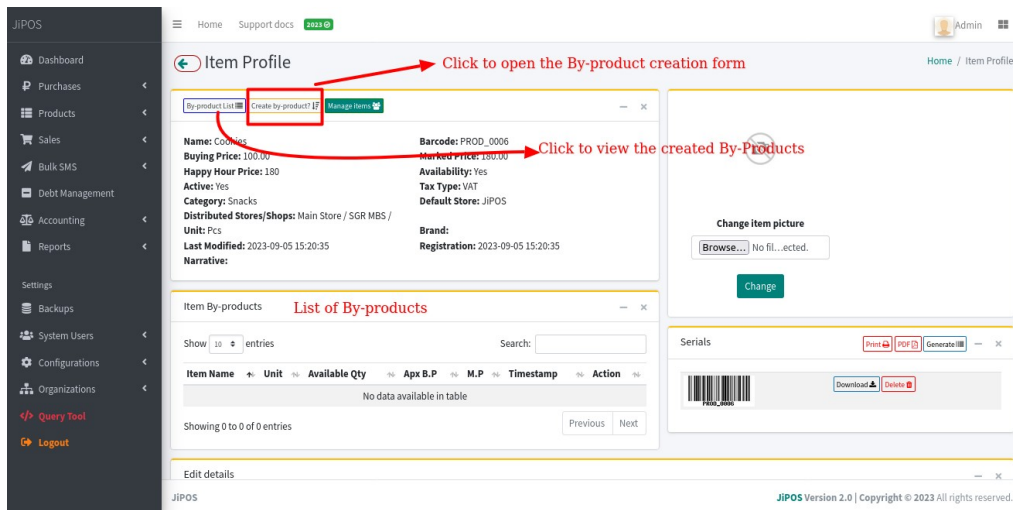 JiPOS
Home Support docs 2023
Admin
Dashboard
Purchases
Products
Sales
Bulk SMS
Debt Management
Accounting
Reports
Settings
Backups
System Users
Configurations
Organizations
</> Query Tool
Logout
Item Profile
Click to open the By-product creation form
Home / Item Profile
By-product List Create by-product? Manage items
Click to view the created By-Products
Name: Cookies
Barcode: PROD_0006
Buying Price: 100.00
Marked Price: 180.00
Happy Hour Price: 180
Availability: Yes
Active: Yes
Tax Type: VAT
Category: Snacks
Default Store: JiPOS
Distributed Stores/Shops: Main Store / SGR MBS /
Unit: Pcs
Brand:
Last Modified: 2023-09-05 15:20:35
Registration: 2023-09-05 15:20:35
Narrative:
Change item picture
Browse... No fil...ected.
Change
Item By-products
List of By-products
Show 10 entries
Search:
Item Name Unit Available Qty Apx B.P M.P Timestamp Action
No data available in table
Showing 0 to 0 of 0 entries
Previous Next
Serials
Print PDF Generate
PROD_0006
Download Delete
Edit details
JiPOS
JiPOS Version 2.0 | Copyright © 2023 All rights reserved.